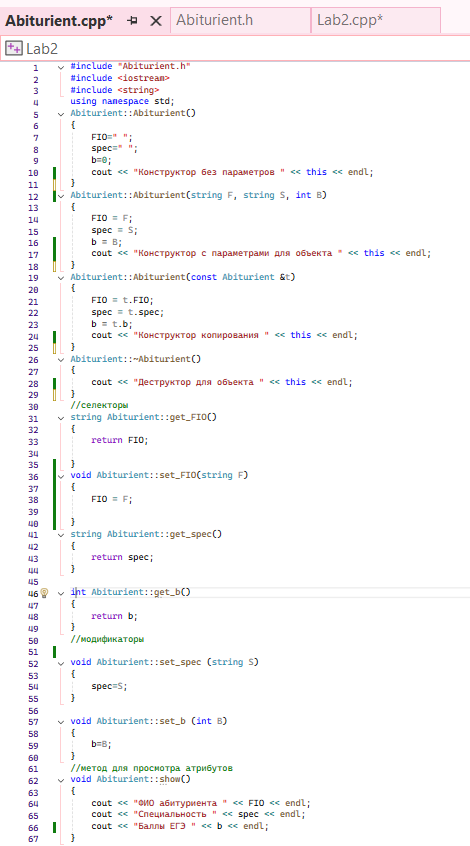 Abiturient.cpp* Abiturient.h Lab2.cpp*
Lab2
1 #include "Abiturient.h"
2 #include <iostream>
3 #include <string>
4 using namespace std;
5 Abiturient::Abiturient()
6 {
7 FIO=" ";
8 spec=" ";
9 b=0;
10 cout << "Конструктор без параметров " << this << endl;
11 }
12 Abiturient::Abiturient(string F, string S, int B)
13 {
14 FIO = F;
15 spec = S;
16 b = B;
17 cout << "Конструктор с параметрами для объекта " << this << endl;
18 }
19 Abiturient::Abiturient(const Abiturient &t)
20 {
21 FIO = t.FIO;
22 spec = t.spec;
23 b = t.b;
24 cout << "Конструктор копирования " << this << endl;
25 }
26 Abiturient::~Abiturient()
27 {
28 cout << "Деструктор для объекта " << this << endl;
29 }
30 //селекторы
31 string Abiturient::get_FIO()
32 {
33 return FIO;
34
35 }
36 void Abiturient::set_FIO(string F)
37 {
38 FIO = F;
39
40 }
41 string Abiturient::get_spec()
42 {
43 return spec;
44 }
45
46 int Abiturient::get_b()
47 {
48 return b;
49 }
50 //модификаторы
51
52 void Abiturient::set_spec (string S)
53 {
54 spec=S;
55 }
56
57 void Abiturient::set_b (int B)
58 {
59 b=B;
60 }
61 //метод для просмотра атрибутов
62 void Abiturient::show()
63 {
64 cout << "ФИО абитуриента " << FIO << endl;
65 cout << "Специальность " << spec << endl;
66 cout << "Баллы ЕГЭ " << b << endl;
67 }